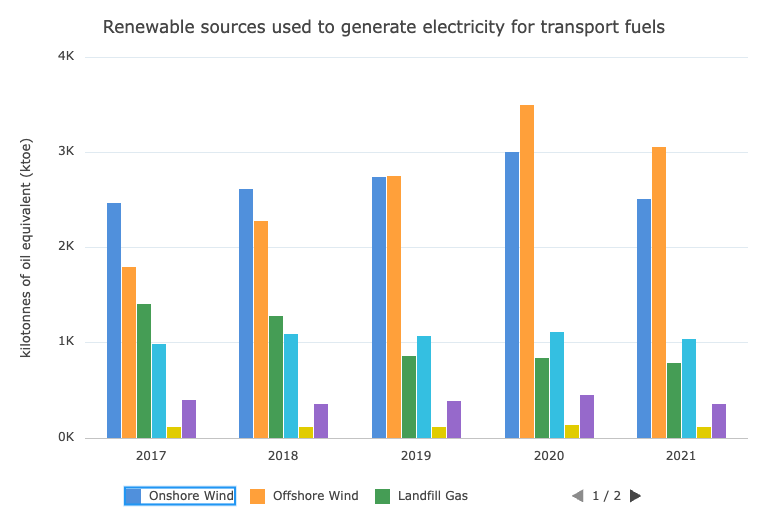 Renewable sources used to generate electricity for transport fuels
kilotonnes of oil equivalent (ktoe)
4K
3K
2K
1K
0K
2017 2018 2019 2020 2021
Onshore Wind Offshore Wind Landfill Gas 1 / 2